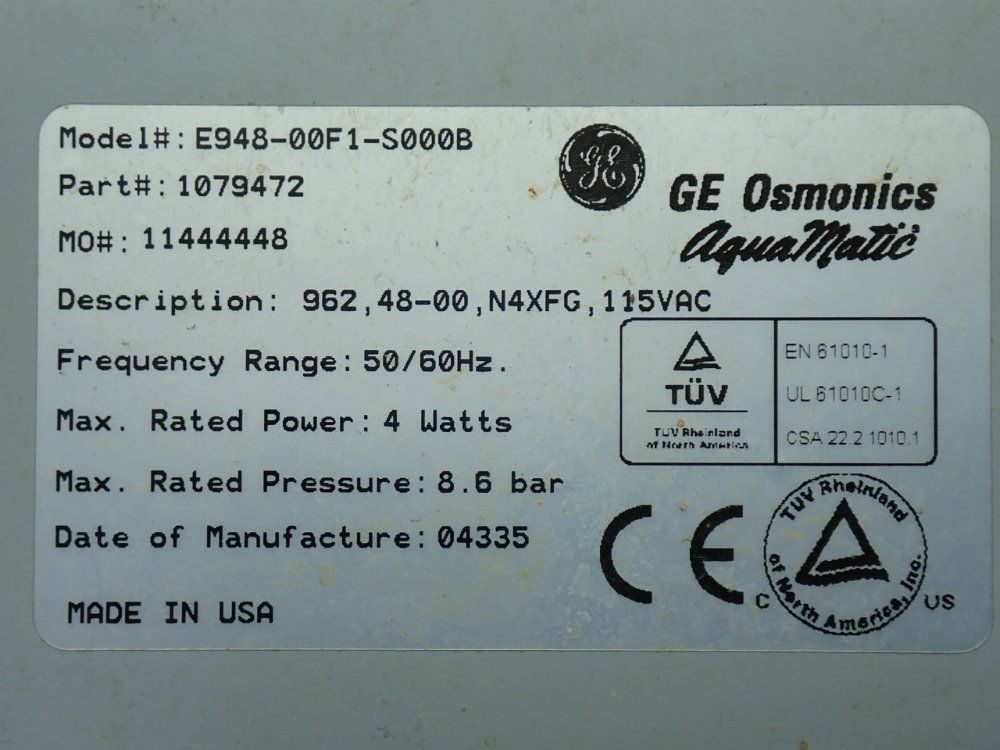 Model#: E948-00F1-S000B
Part#: 1079472
MO#: 11444448
GE
GE Osmonics
AquaMatic
Description: 962,48-00,N4XFG,115VAC
Frequency Range: 50/60Hz.
Max. Rated Power: 4 Watts
Max. Rated Pressure: 8.6 bar
Date of Manufacture: 04335
MADE IN USA
TÜV
TUV Rheinland
of North America
EN 61010-1
UL 61010C-1
CSA 22.2 1010.1
CE
TÜV Rheinland
of North America, Inc.
C US